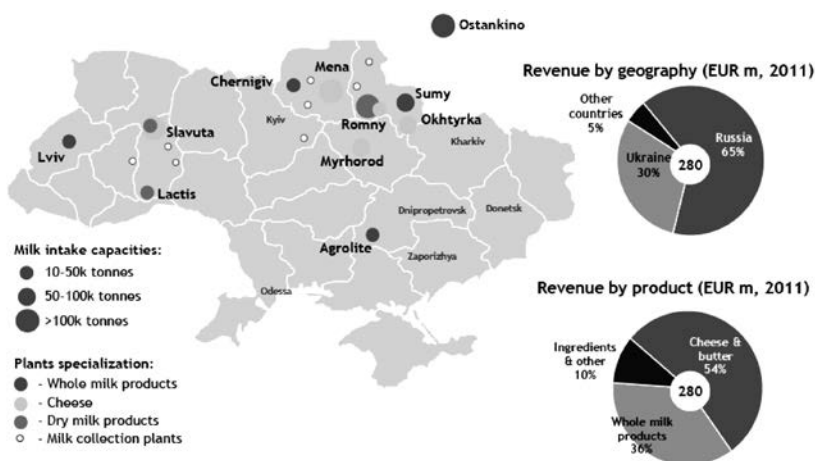 Ostankino
Mena
Chernigiv
Sumy
Kyiv
Romny
Okhtyrka
Slavuta
Lviv
Myrhorod
Kharkiv
Lactis
Dnipropetrovsk
Donetsk
Agrolite
Zaporizhya
Odessa
Milk intake capacities:
10-50k tonnes
50-100k tonnes
>100k tonnes
Plants specialization:
- Whole milk products
- Cheese
- Dry milk products
- Milk collection plants
Revenue by geography (EUR m, 2011)
Other
countries
5%
Russia
65%
Ukraine
30%
280
Revenue by product (EUR m, 2011)
Ingredients
& other
10%
Cheese &
butter
54%
280
Whole milk
products
36%